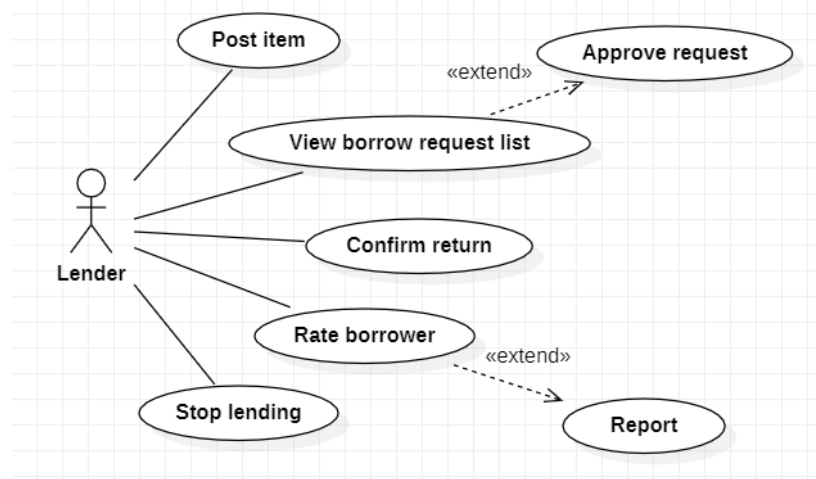 Post item
Approve request
«extend»
View borrow request list
Confirm return
Lender
Rate borrower
«extend»
Stop lending
Report